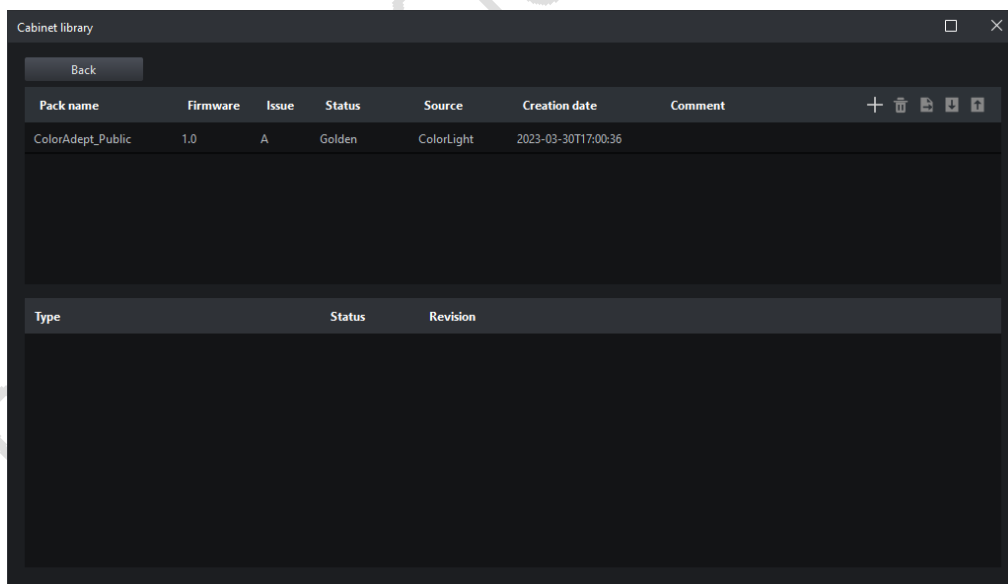 Cabinet library
Back
Pack name Firmware Issue Status Source Creation date Comment
ColorAdept_Public 1.0 A Golden ColorLight 2023-03-30T17:00:36
Type Status Revision